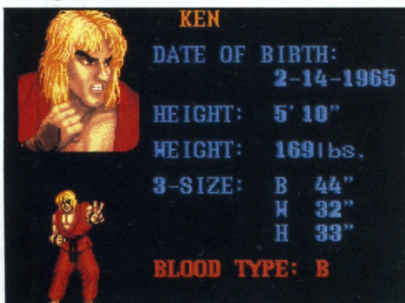 KEN
DATE OF BIRTH:
2-14-1965
HEIGHT: 5' 10"
WEIGHT: 169lbs.
3-SIZE: B 44"
W 32"
H 33"
BLOOD TYPE: B